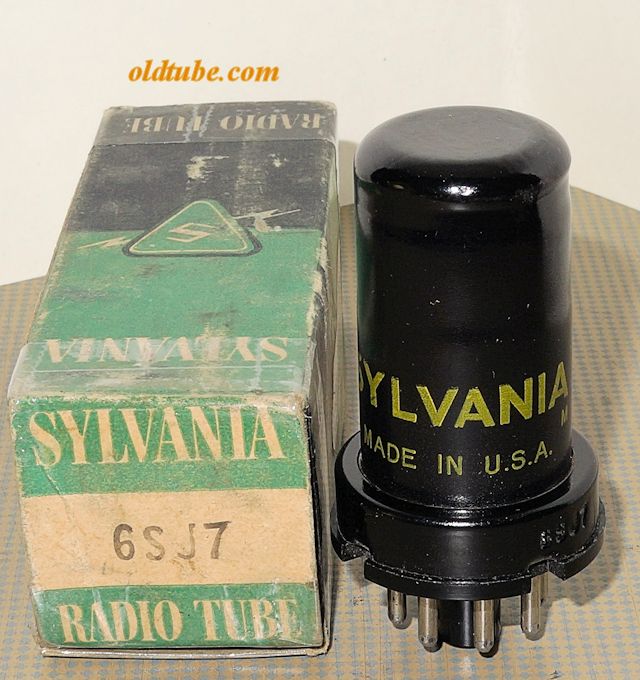 oldtube.com
RADIO TUBE
S
SYLVANIA
SYLVANIA
6SJ7
RADIO TUBE
SYLVANIA
MADE IN U.S.A.
M
6SJ7